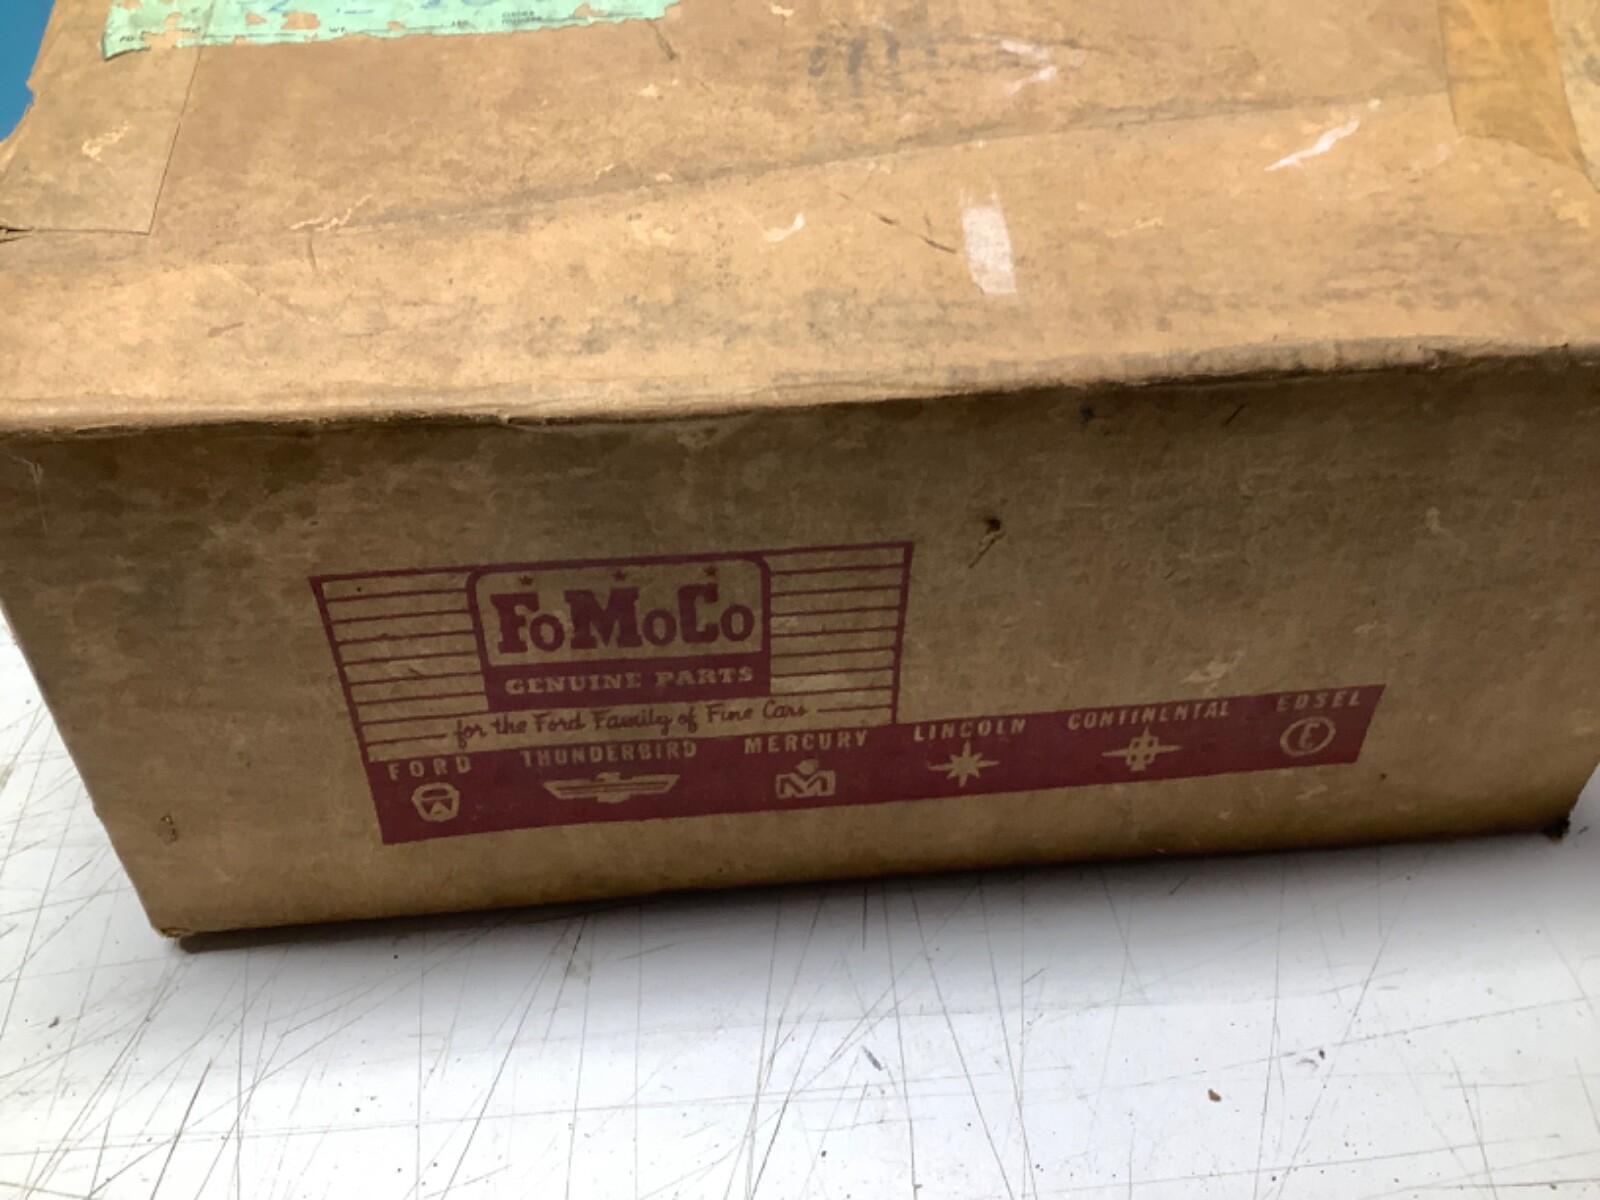 FoMoCo
GENUINE PARTS
for the Ford Family of Fine Cars
FORD THUNDERBIRD MERCURY LINCOLN CONTINENTAL EDSEL
M E